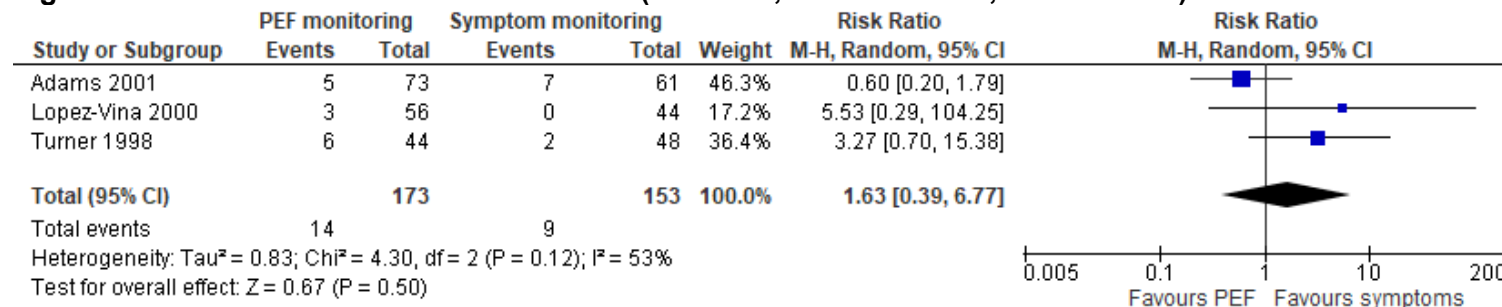 PEF monitoring Symptom monitoring Risk Ratio Risk Ratio
Study or Subgroup Events Total Events Total Weight M-H, Random, 95% CI M-H, Random, 95% CI
Adams 2001 5 73 7 61 46.3% 0.60 [0.20, 1.79]
Lopez-Vina 2000 3 56 0 44 17.2% 5.53 [0.29, 104.25]
Turner 1998 6 44 2 48 36.4% 3.27 [0.70, 15.38]
Total (95% CI) 173 153 100.0% 1.63 [0.39, 6.77]
Total events 14 9
Heterogeneity: Tau² = 0.83; Chi² = 4.30, df = 2 (P = 0.12); I² = 53%
Test for overall effect: Z = 0.67 (P = 0.50)
0.005 0.1 1 10 200
Favours PEF Favours symptoms